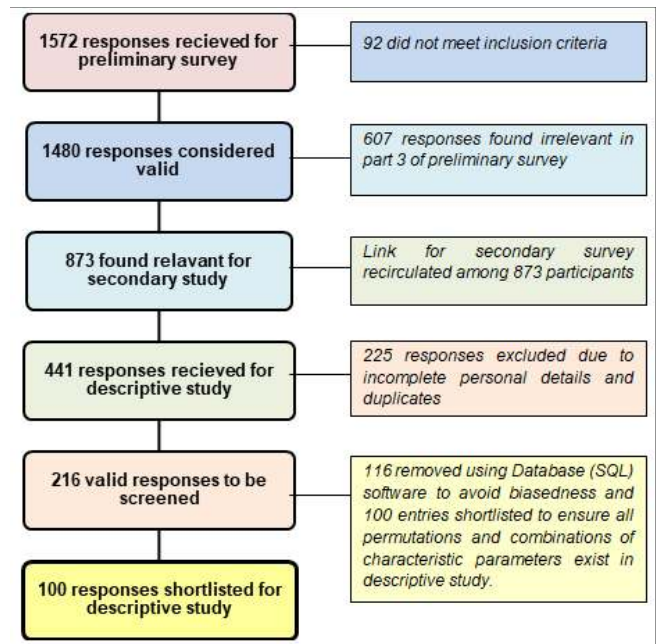 1572 responses recieved for
preliminary survey
92 did not meet inclusion criteria
1480 responses considered
valid
607 responses found irrelevant in
part 3 of preliminary survey
873 found relavant for
secondary study
Link for secondary survey
recirculated among 873 participants
441 responses recieved for
descriptive study
225 responses excluded due to
incomplete personal details and
duplicates
216 valid responses to be
screened
116 removed using Database (SQL)
software to avoid biasedness and
100 entries shortlisted to ensure all
permutations and combinations of
characteristic parameters exist in
descriptive study.
100 responses shortlisted for
descriptive study